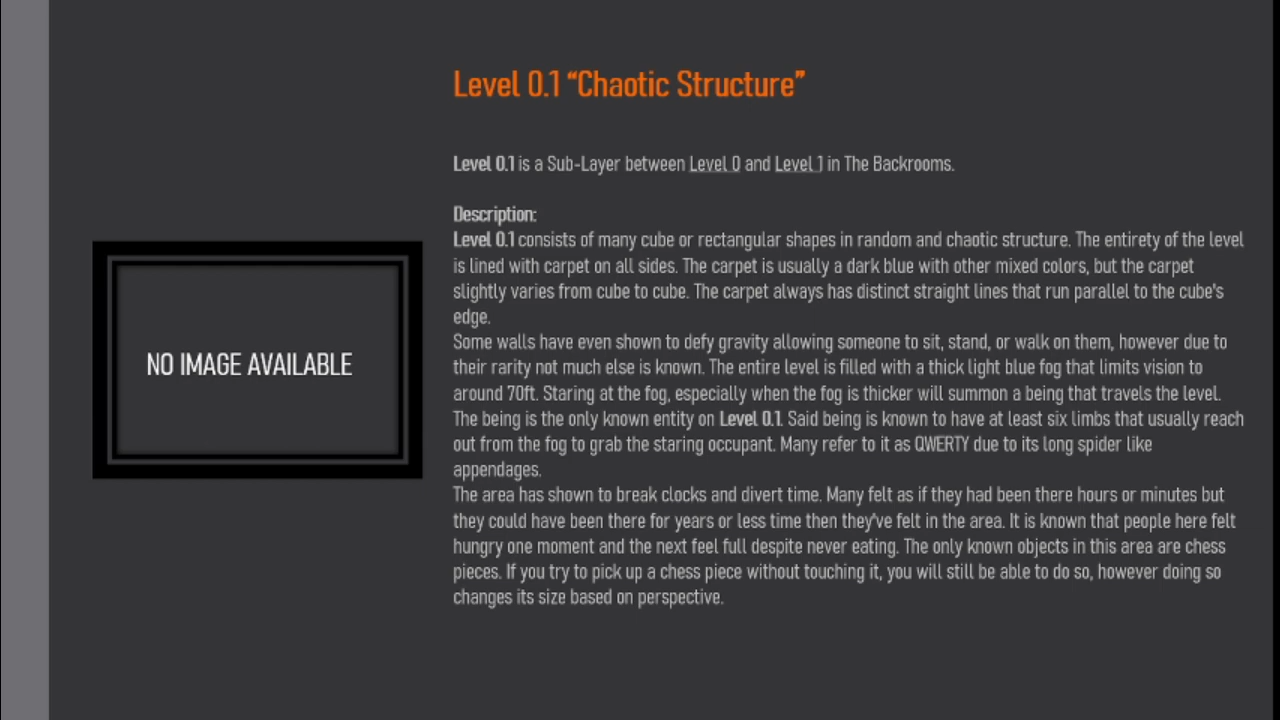 Level 0.1 “Chaotic Structure”
Level 0.1 is a Sub-Layer between Level 0 and Level 1 in The Backrooms.
Description:
Level 0.1 consists of many cube or rectangular shapes in random and chaotic structure. The entirety of the level
is lined with carpet on all sides. The carpet is usually a dark blue with other mixed colors, but the carpet
slightly varies from cube to cube. The carpet always has distinct straight lines that run parallel to the cube's
edge.
Some walls have even shown to defy gravity allowing someone to sit, stand, or walk on them, however due to
their rarity not much else is known. The entire level is filled with a thick light blue fog that limits vision to
around 70ft. Staring at the fog, especially when the fog is thicker will summon a being that travels the level.
The being is the only known entity on Level 0.1. Said being is known to have at least six limbs that usually reach
out from the fog to grab the staring occupant. Many refer to it as QWERTY due to its long spider like
appendages.
The area has shown to break clocks and divert time. Many felt as if they had been there hours or minutes but
they could have been there for years or less time then they've felt in the area. It is known that people here felt
hungry one moment and the next feel full despite never eating. The only known objects in this area are chess
pieces. If you try to pick up a chess piece without touching it, you will still be able to do so, however doing so
changes its size based on perspective.
NO IMAGE AVAILABLE